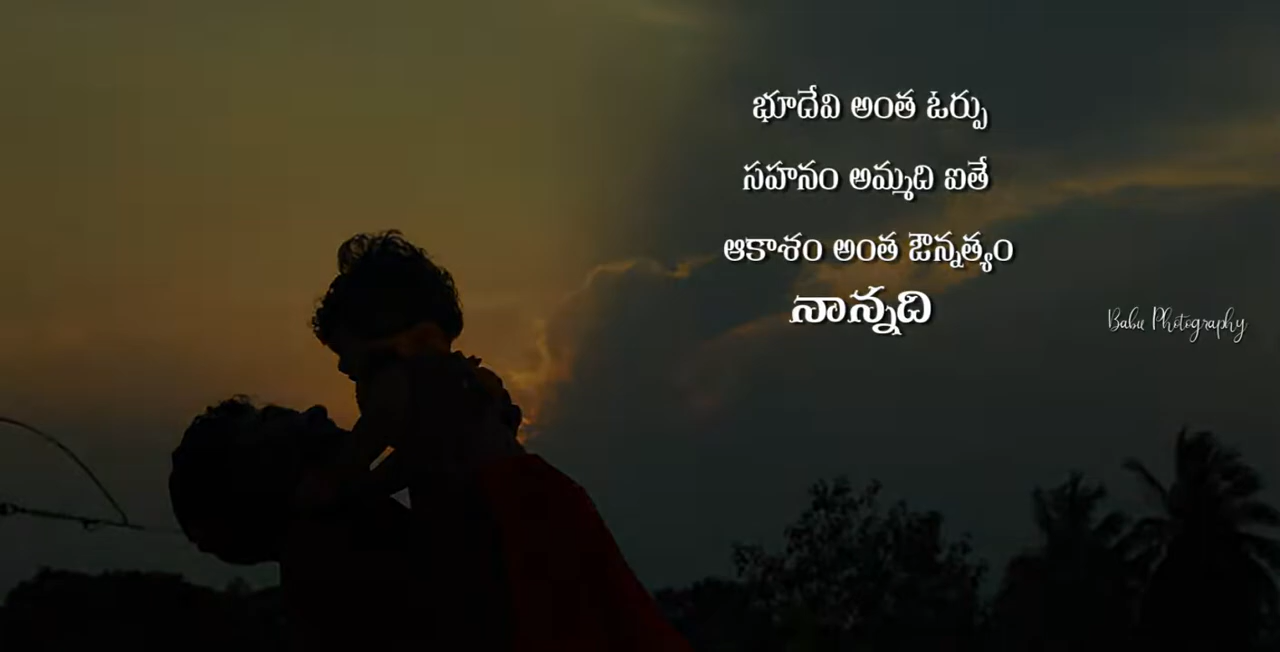 భూదేవి అంత ఓర్పు
సహనం అమ్మది ఐతే
ఆకాశం అంత ఔన్నత్యం
నాన్నది
Babu Photography